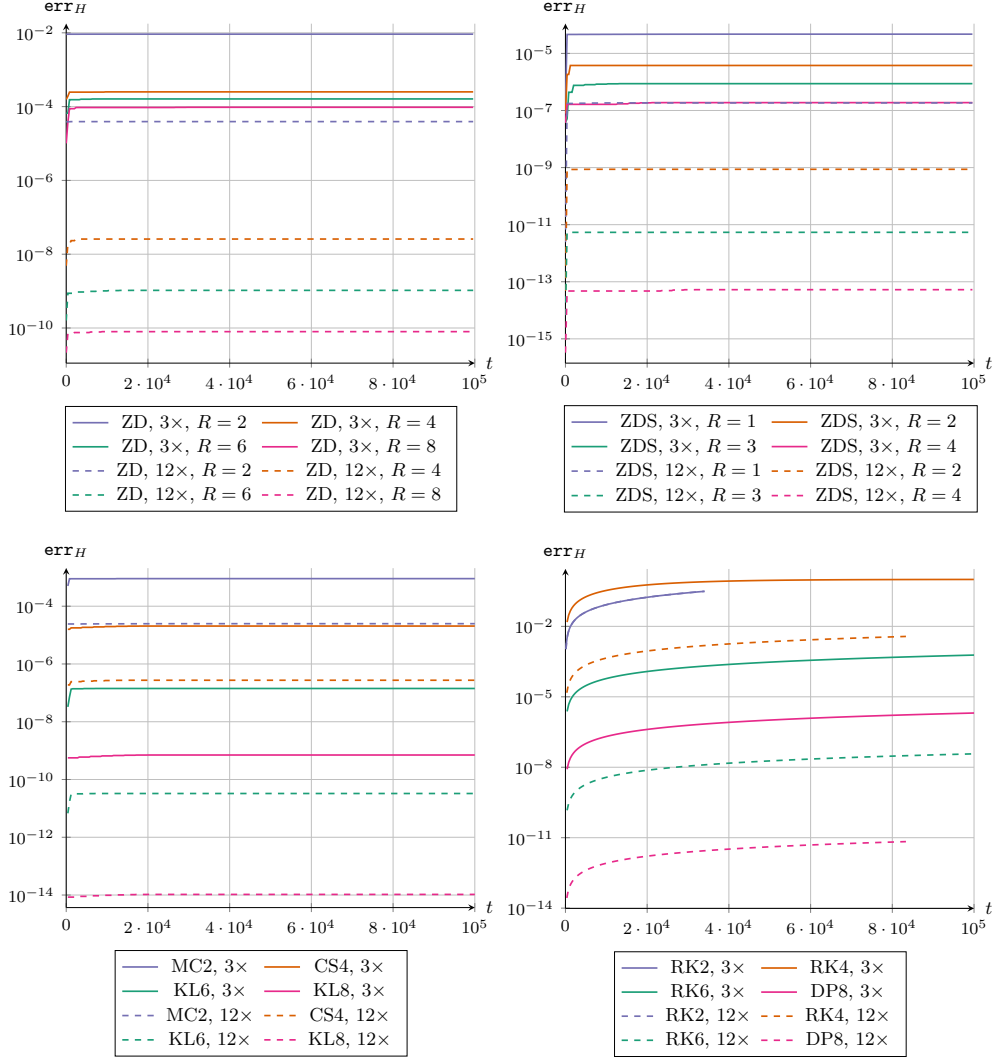 err_H
10^−2
10^−4
10^−6
10^−8
10^−10
0 2·10^4 4·10^4 6·10^4 8·10^4 10^5
t
ZD, 3×, R = 2 ZD, 3×, R = 4
ZD, 3×, R = 6 ZD, 3×, R = 8
ZD, 12×, R = 2 ZD, 12×, R = 4
ZD, 12×, R = 6 ZD, 12×, R = 8
err_H
10^−5
10^−7
10^−9
10^−11
10^−13
10^−15
0 2·10^4 4·10^4 6·10^4 8·10^4 10^5
t
ZDS, 3×, R = 1 ZDS, 3×, R = 2
ZDS, 3×, R = 3 ZDS, 3×, R = 4
ZDS, 12×, R = 1 ZDS, 12×, R = 2
ZDS, 12×, R = 3 ZDS, 12×, R = 4
err_H
10^−4
10^−6
10^−8
10^−10
10^−12
10^−14
0 2·10^4 4·10^4 6·10^4 8·10^4 10^5
t
MC2, 3× CS4, 3×
KL6, 3× KL8, 3×
MC2, 12× CS4, 12×
KL6, 12× KL8, 12×
err_H
10^−2
10^−5
10^−8
10^−11
10^−14
0 2·10^4 4·10^4 6·10^4 8·10^4 10^5
t
RK2, 3× RK4, 3×
RK6, 3× DP8, 3×
RK2, 12× RK4, 12×
RK6, 12× DP8, 12×